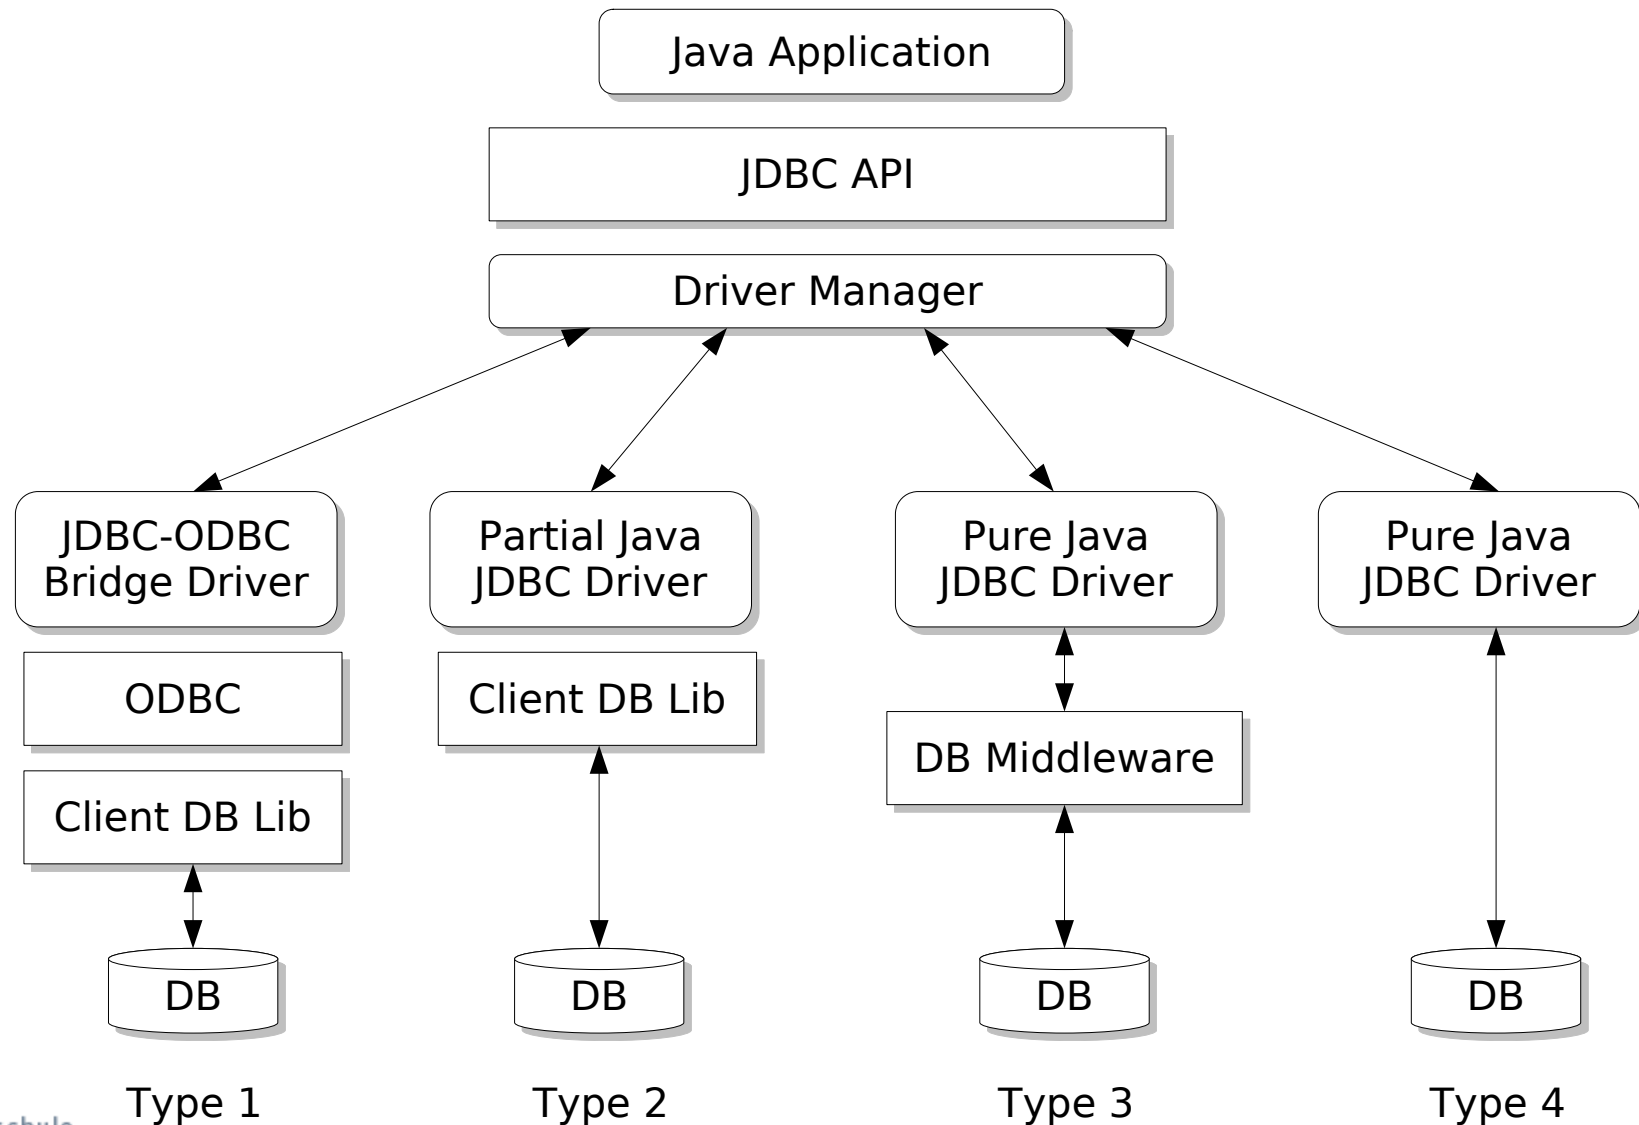 Java Application
JDBC API
Driver Manager
JDBC-ODBC
Bridge Driver
Partial Java
JDBC Driver
Pure Java
JDBC Driver
Pure Java
JDBC Driver
ODBC
Client DB Lib
DB Middleware
Client DB Lib
DB
DB
DB
DB
Type 1
Type 2
Type 3
Type 4